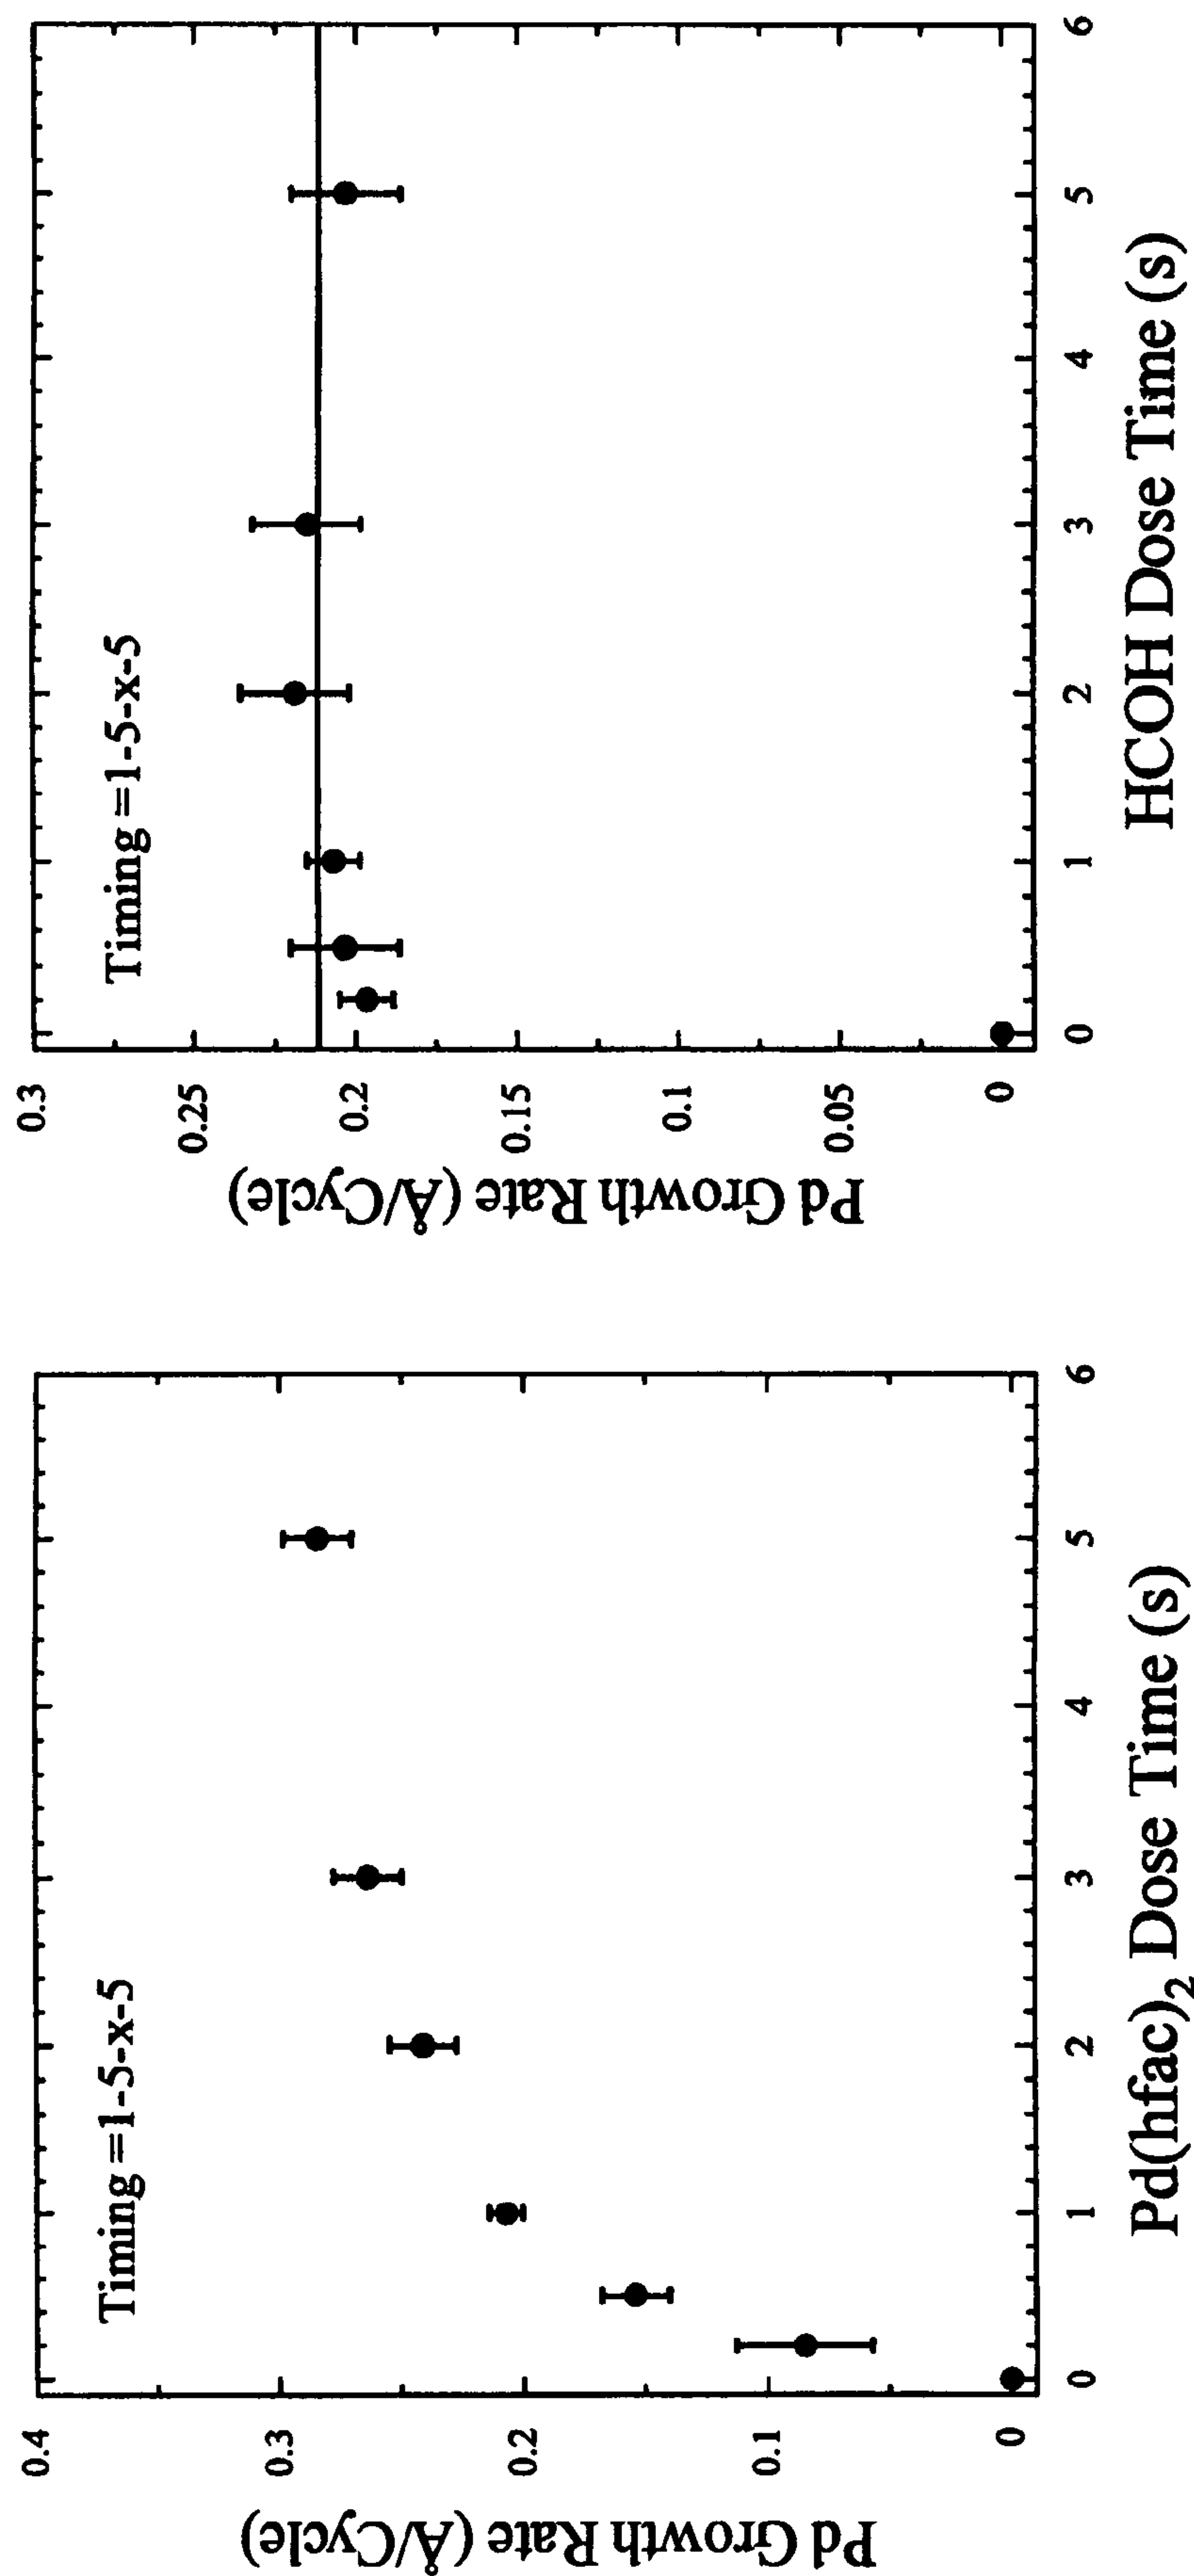 Pd Growth Rate (Å/Cycle)
0.4
0.3
0.2
0.1
0
Timing =1-5-x-5
0 1 2 3 4 5 6
Pd(hfac)₂ Dose Time (s)
Pd Growth Rate (Å/Cycle)
0.3
0.25
0.2
0.15
0.1
0.05
0
Timing =1-5-x-5
0 1 2 3 4 5 6
HCOH Dose Time (s)